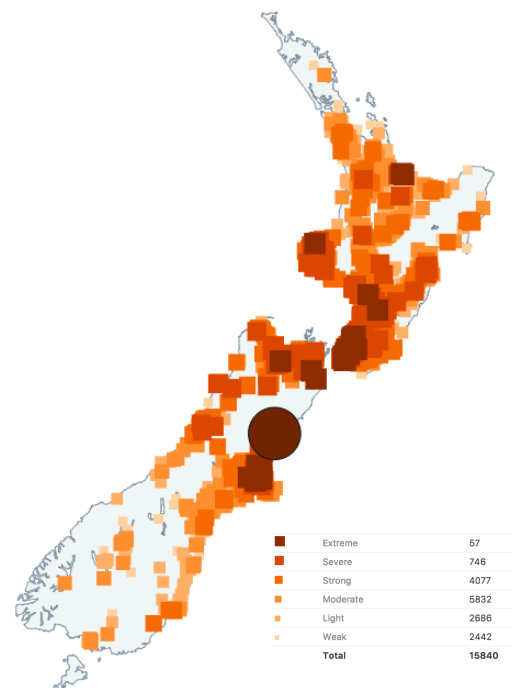 Extreme 57
Severe 746
Strong 4077
Moderate 5832
Light 2686
Weak 2442
Total 15840